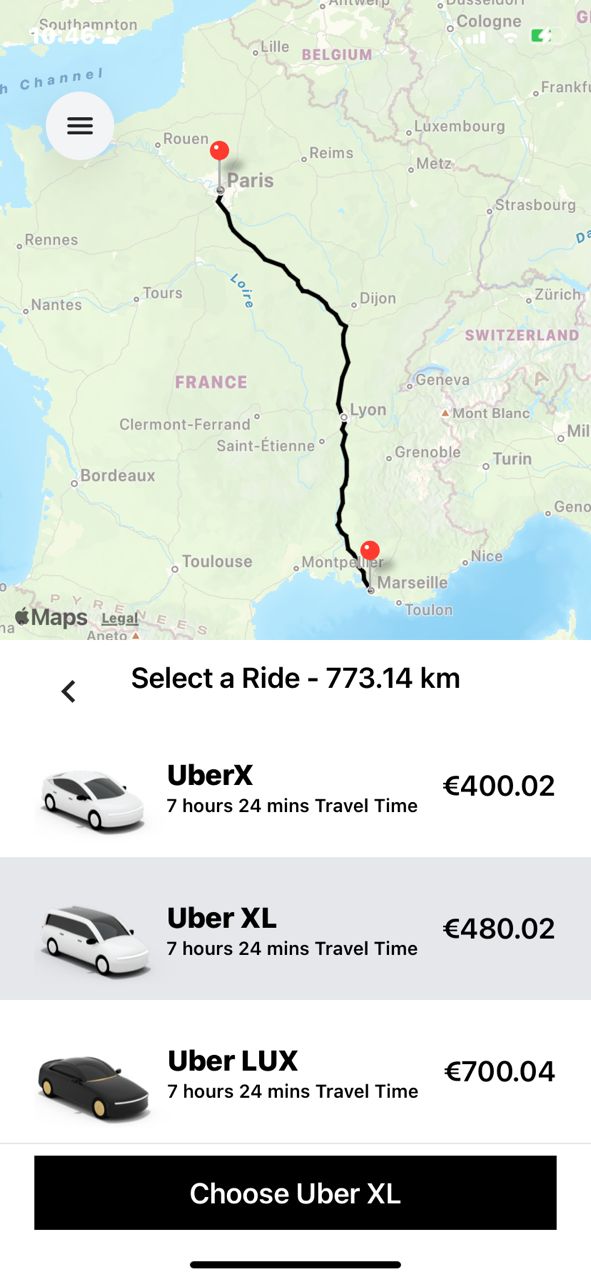 Southampton
Antwerp
Düsseldorf
Cologne
10:46
Lille
BELGIUM
h Channel
Frankfu
Luxembourg
Rouen
Reims
Metz
Paris
Strasbourg
Rennes
Da
Loire
Tours
Nantes
Dijon
Zürich
SWITZERLAND
FRANCE
Geneva
Lyon
Mont Blanc
Clermont-Ferrand
Saint-Étienne
Mil
Grenoble
Turin
Bordeaux
Geno
Toulouse
Montpellier
Nice
Marseille
Toulon
PYRENEES
Maps
Legal
na
Aneto
Select a Ride - 773.14 km
UberX
7 hours 24 mins Travel Time
€400.02
Uber XL
7 hours 24 mins Travel Time
€480.02
Uber LUX
7 hours 24 mins Travel Time
€700.04
Choose Uber XL